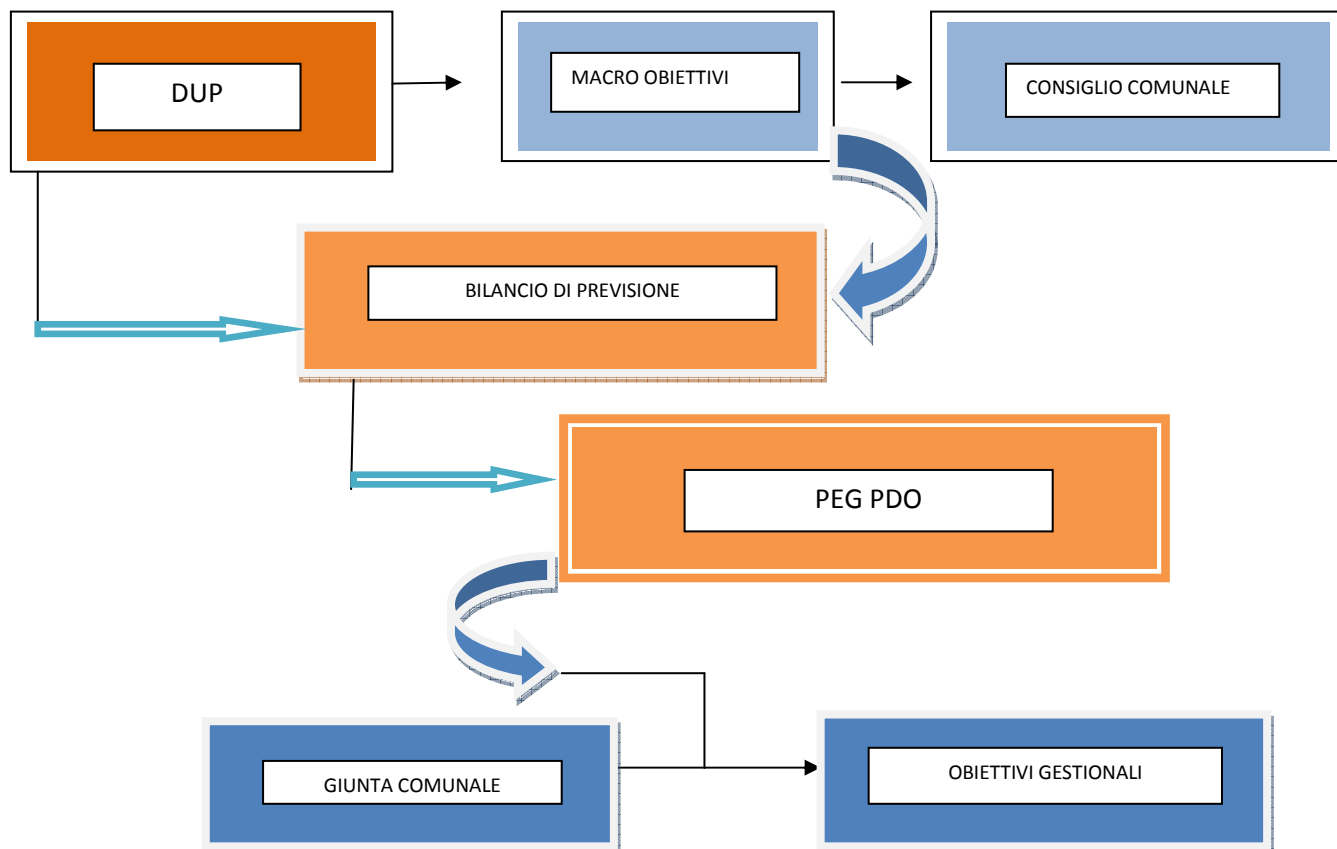 DUP
MACRO OBIETTIVI
CONSIGLIO COMUNALE
BILANCIO DI PREVISIONE
PEG PDO
GIUNTA COMUNALE
OBIETTIVI GESTIONALI